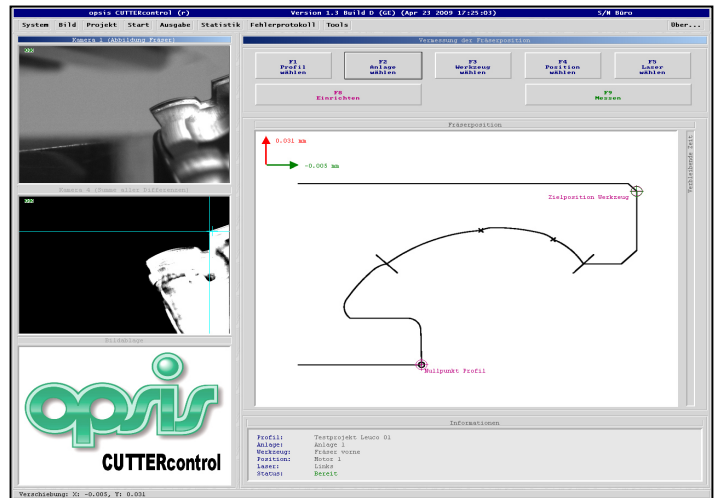 opsis CUTTERcontrol (r) Version 1.3 Build D (GE) (Apr 23 2009 17:25:03) S/N Büro
System Bild Projekt Start Ausgabe Statistik Fehlerprotokoll Tools Über...
Kamera 1 (Abbildung Fräser)
Vermessung der Fräserposition
F1 Profil wählen
F2 Anlage wählen
F3 Werkzeug wählen
F4 Position wählen
F5 Laser wählen
F8 Einrichten
F9 Messen
Fräserposition
0.031 mm
-0.005 mm
Zielposition Werkzeug
Nullpunkt Profil
Verbleibende Zeit
Kamera 4 (Summe aller Differenzen)
Bildanlage
opsis
CUTTERcontrol
Informationen
Profil: Testprojekt Leuco 01
Anlage: Anlage 1
Werkzeug: Fräser vorne
Position: Motor 1
Laser: Links
Status: Bereit
Verschiebung: X: -0.005, Y: 0.031